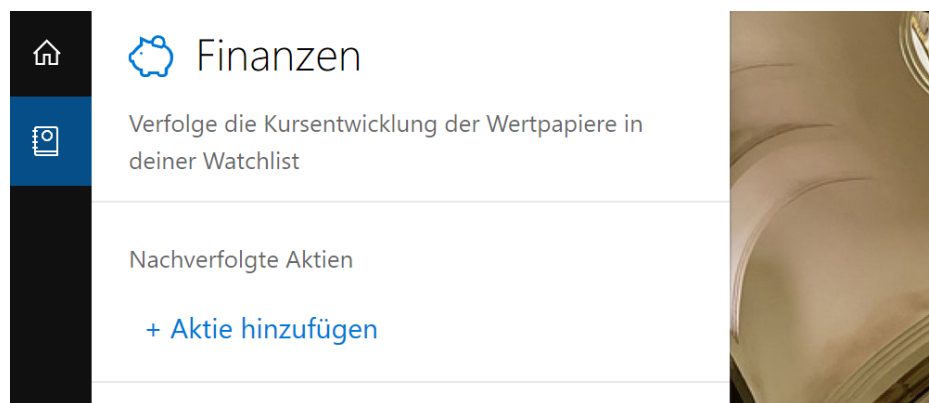 Finanzen
Verfolge die Kursentwicklung der Wertpapiere in
deiner Watchlist
Nachverfolgte Aktien
+ Aktie hinzufügen